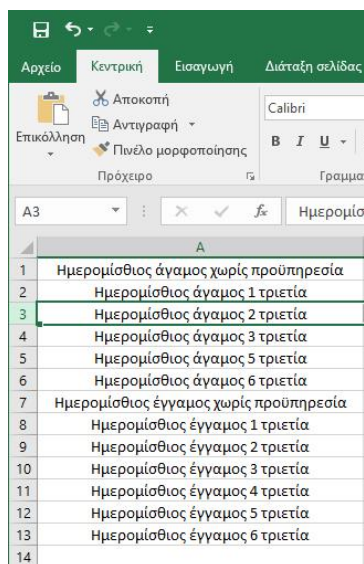 Αρχείο Κεντρική Εισαγωγή Διάταξη σελίδας
Επικόλληση
Αποκοπή
Αντιγραφή
Πινέλο μορφοποίησης
Πρόχειρο
Calibri
B I U
Γραμμα
A3 fx Ημερομίσ
A
1 Ημερομίσθιος άγαμος χωρίς προϋπηρεσία
2 Ημερομίσθιος άγαμος 1 τριετία
3 Ημερομίσθιος άγαμος 2 τριετία
4 Ημερομίσθιος άγαμος 3 τριετία
5 Ημερομίσθιος άγαμος 5 τριετία
6 Ημερομίσθιος άγαμος 6 τριετία
7 Ημερομίσθιος έγγαμος χωρίς προϋπηρεσία
8 Ημερομίσθιος έγγαμος 1 τριετία
9 Ημερομίσθιος έγγαμος 2 τριετία
10 Ημερομίσθιος έγγαμος 3 τριετία
11 Ημερομίσθιος έγγαμος 4 τριετία
12 Ημερομίσθιος έγγαμος 5 τριετία
13 Ημερομίσθιος έγγαμος 6 τριετία
14